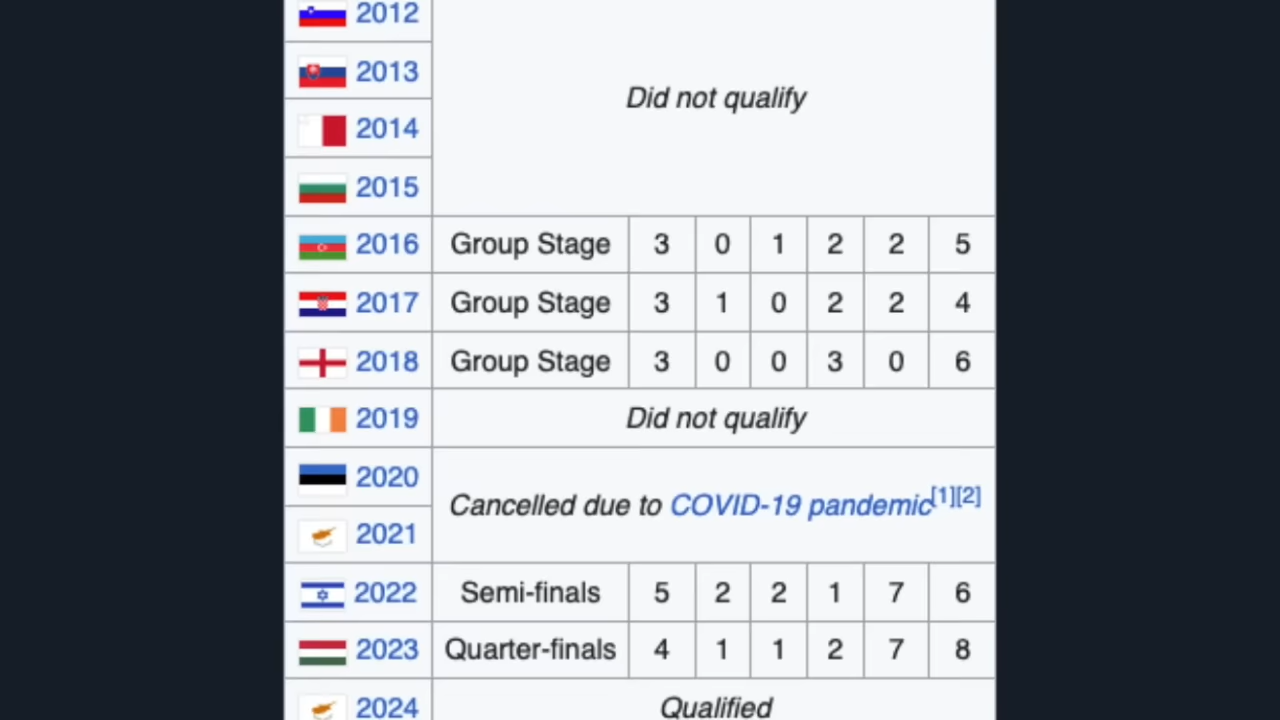 2012
2013
Did not qualify
2014
2015
2016 Group Stage 3 0 1 2 2 5
2017 Group Stage 3 1 0 2 2 4
2018 Group Stage 3 0 0 3 0 6
2019 Did not qualify
2020
Cancelled due to COVID-19 pandemic[1][2]
2021
2022 Semi-finals 5 2 2 1 7 6
2023 Quarter-finals 4 1 1 2 7 8
2024 Qualified